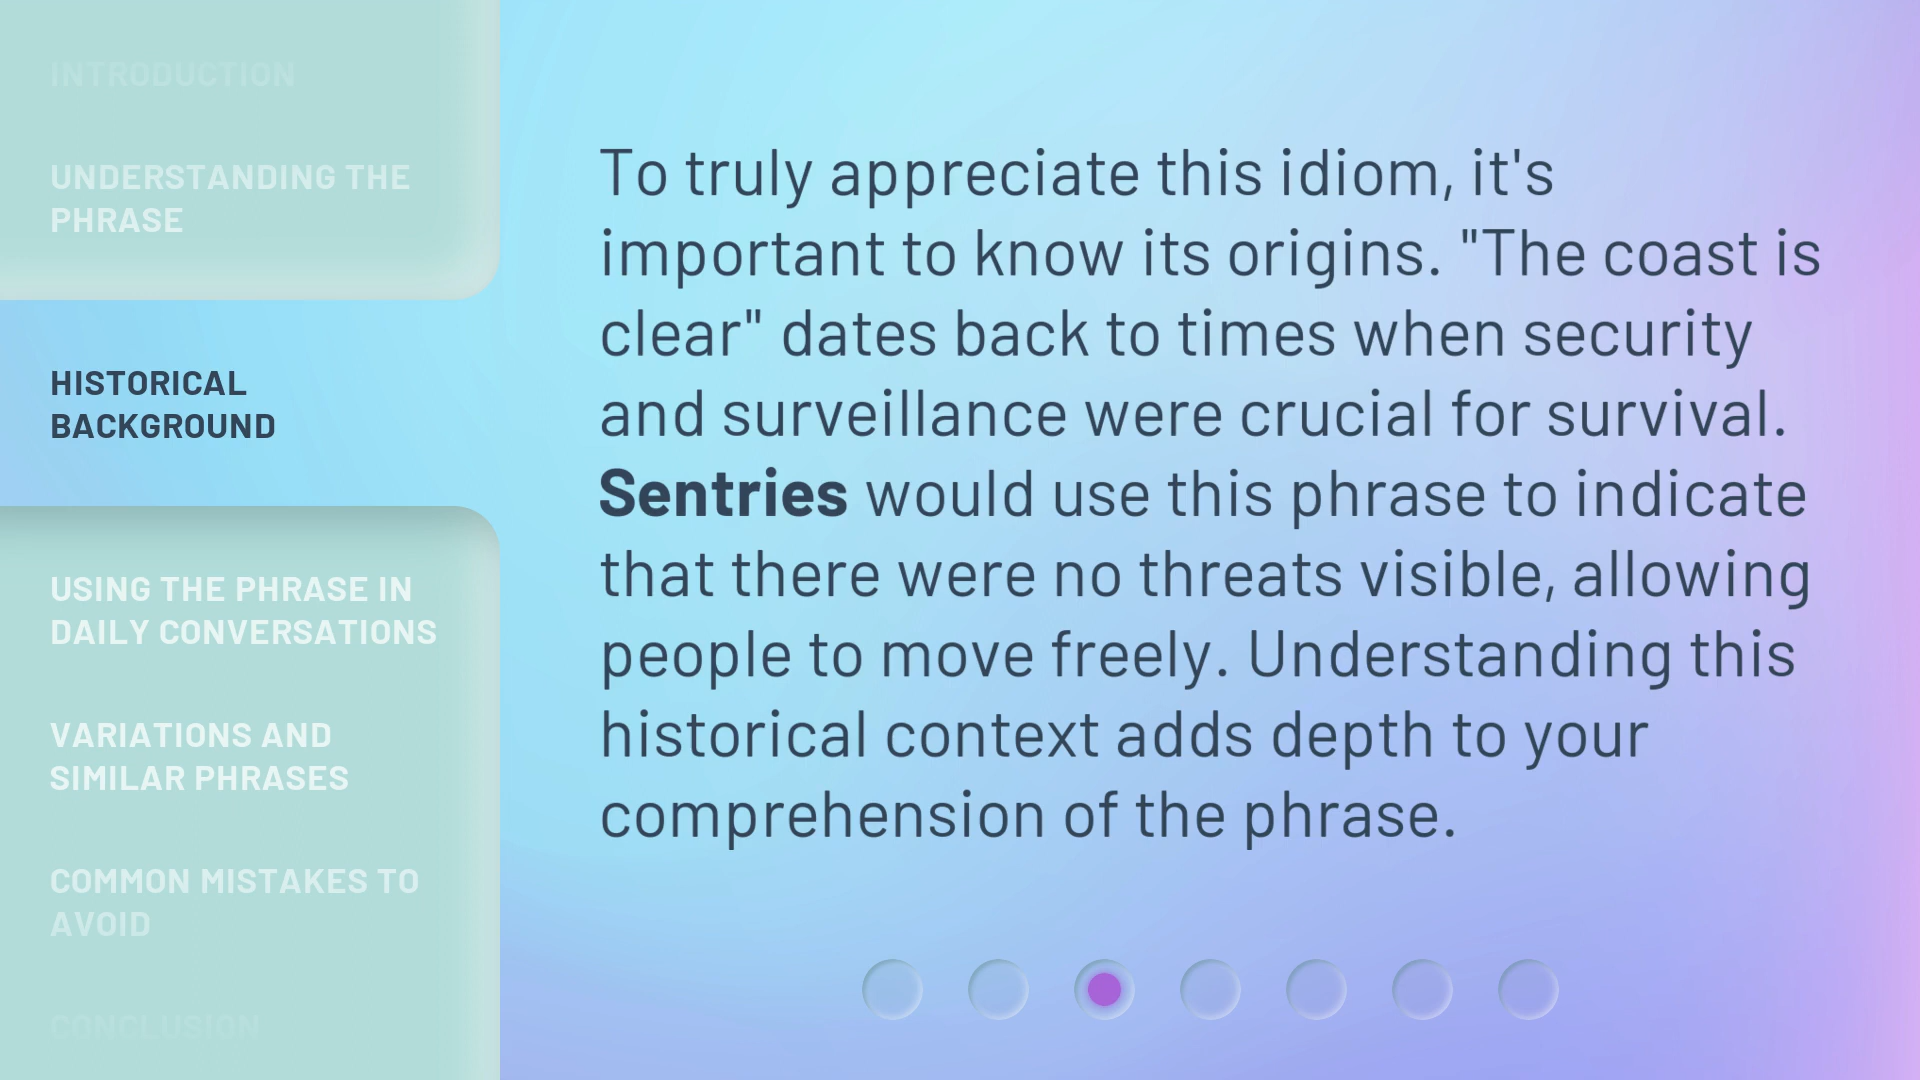 INTRODUCTION
UNDERSTANDING THE
PHRASE
HISTORICAL
BACKGROUND
USING THE PHRASE IN
DAILY CONVERSATIONS
VARIATIONS AND
SIMILAR PHRASES
COMMON MISTAKES TO
AVOID
CONCLUSION
To truly appreciate this idiom, it's
important to know its origins. "The coast is
clear" dates back to times when security
and surveillance were crucial for survival.
Sentries would use this phrase to indicate
that there were no threats visible, allowing
people to move freely. Understanding this
historical context adds depth to your
comprehension of the phrase.